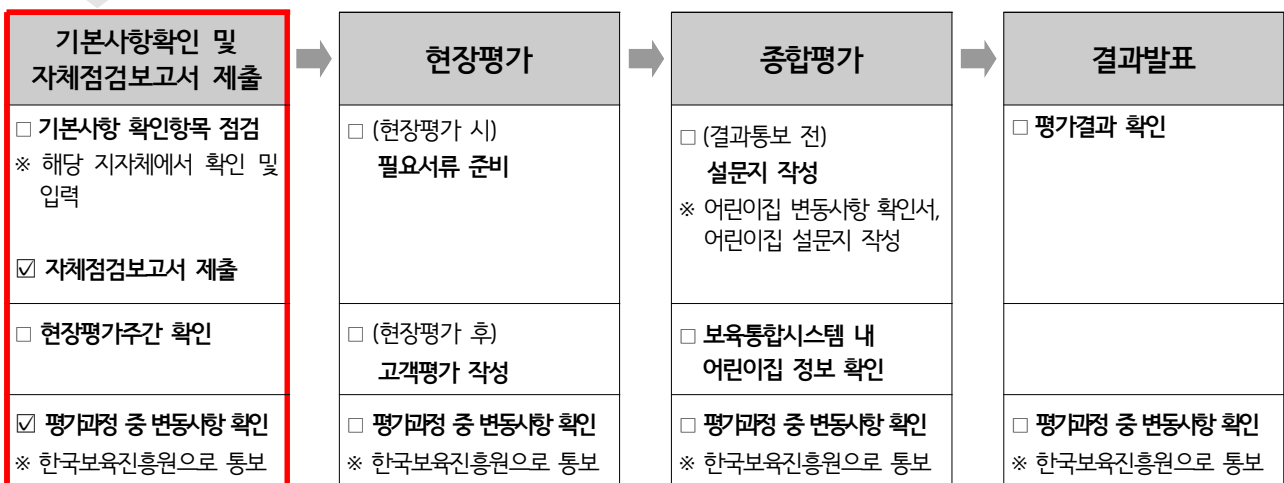 기본사항확인 및
자체점검보고서 제출
□ 기본사항 확인항목 점검
※ 해당 지자체에서 확인 및
입력
☑ 자체점검보고서 제출
□ 현장평가주간 확인
☑ 평가과정 중 변동사항 확인
※ 한국보육진흥원으로 통보
현장평가
□ (현장평가 시)
필요서류 준비
□ (현장평가 후)
고객평가 작성
□ 평가과정 중 변동사항 확인
※ 한국보육진흥원으로 통보
종합평가
□ (결과통보 전)
설문지 작성
※ 어린이집 변동사항 확인서,
어린이집 설문지 작성
□ 보육통합시스템 내
어린이집 정보 확인
□ 평가과정 중 변동사항 확인
※ 한국보육진흥원으로 통보
결과발표
□ 평가결과 확인
□ 평가과정 중 변동사항 확인
※ 한국보육진흥원으로 통보